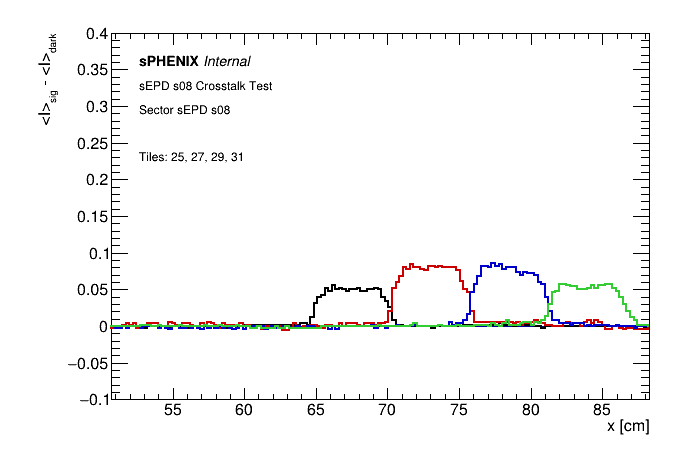 <I>sig - <I>dark
0.4
0.35
0.3
0.25
0.2
0.15
0.1
0.05
0
−0.05
−0.1
sPHENIX Internal
sEPD s08 Crosstalk Test
Sector sEPD s08
Tiles: 25, 27, 29, 31
55 60 65 70 75 80 85
x [cm]